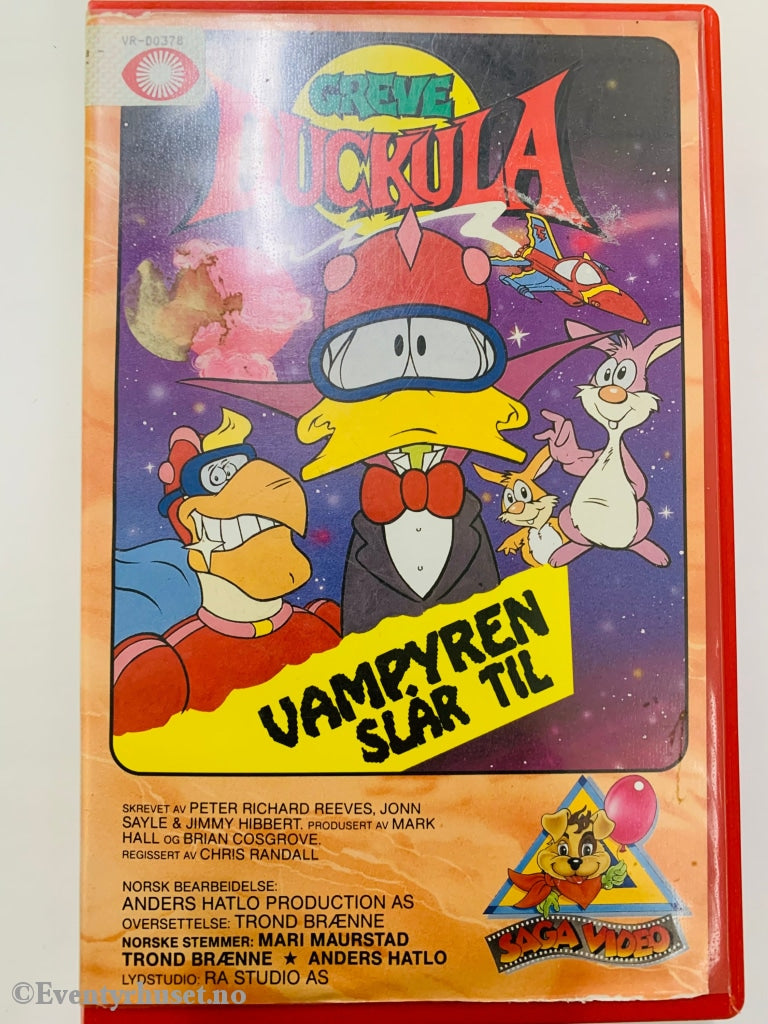 VR-D0378
GREVE
DUCKULA
VAMPYREN
SLÅR TIL
SKREVET AV PETER RICHARD REEVES, JONN
SAYLE & JIMMY HIBBERT. PRODUSERT AV MARK
HALL OG BRIAN COSGROVE.
REGISSERT AV CHRIS RANDALL
NORSK BEARBEIDELSE:
ANDERS HATLO PRODUCTION AS
OVERSETTELSE: TROND BRÆNNE
NORSKE STEMMER: MARI MAURSTAD
TROND BRÆNNE ★ ANDERS HATLO
LYDSTUDIO: RA STUDIO AS
SAGA VIDEO
©Eventyrhuset.no